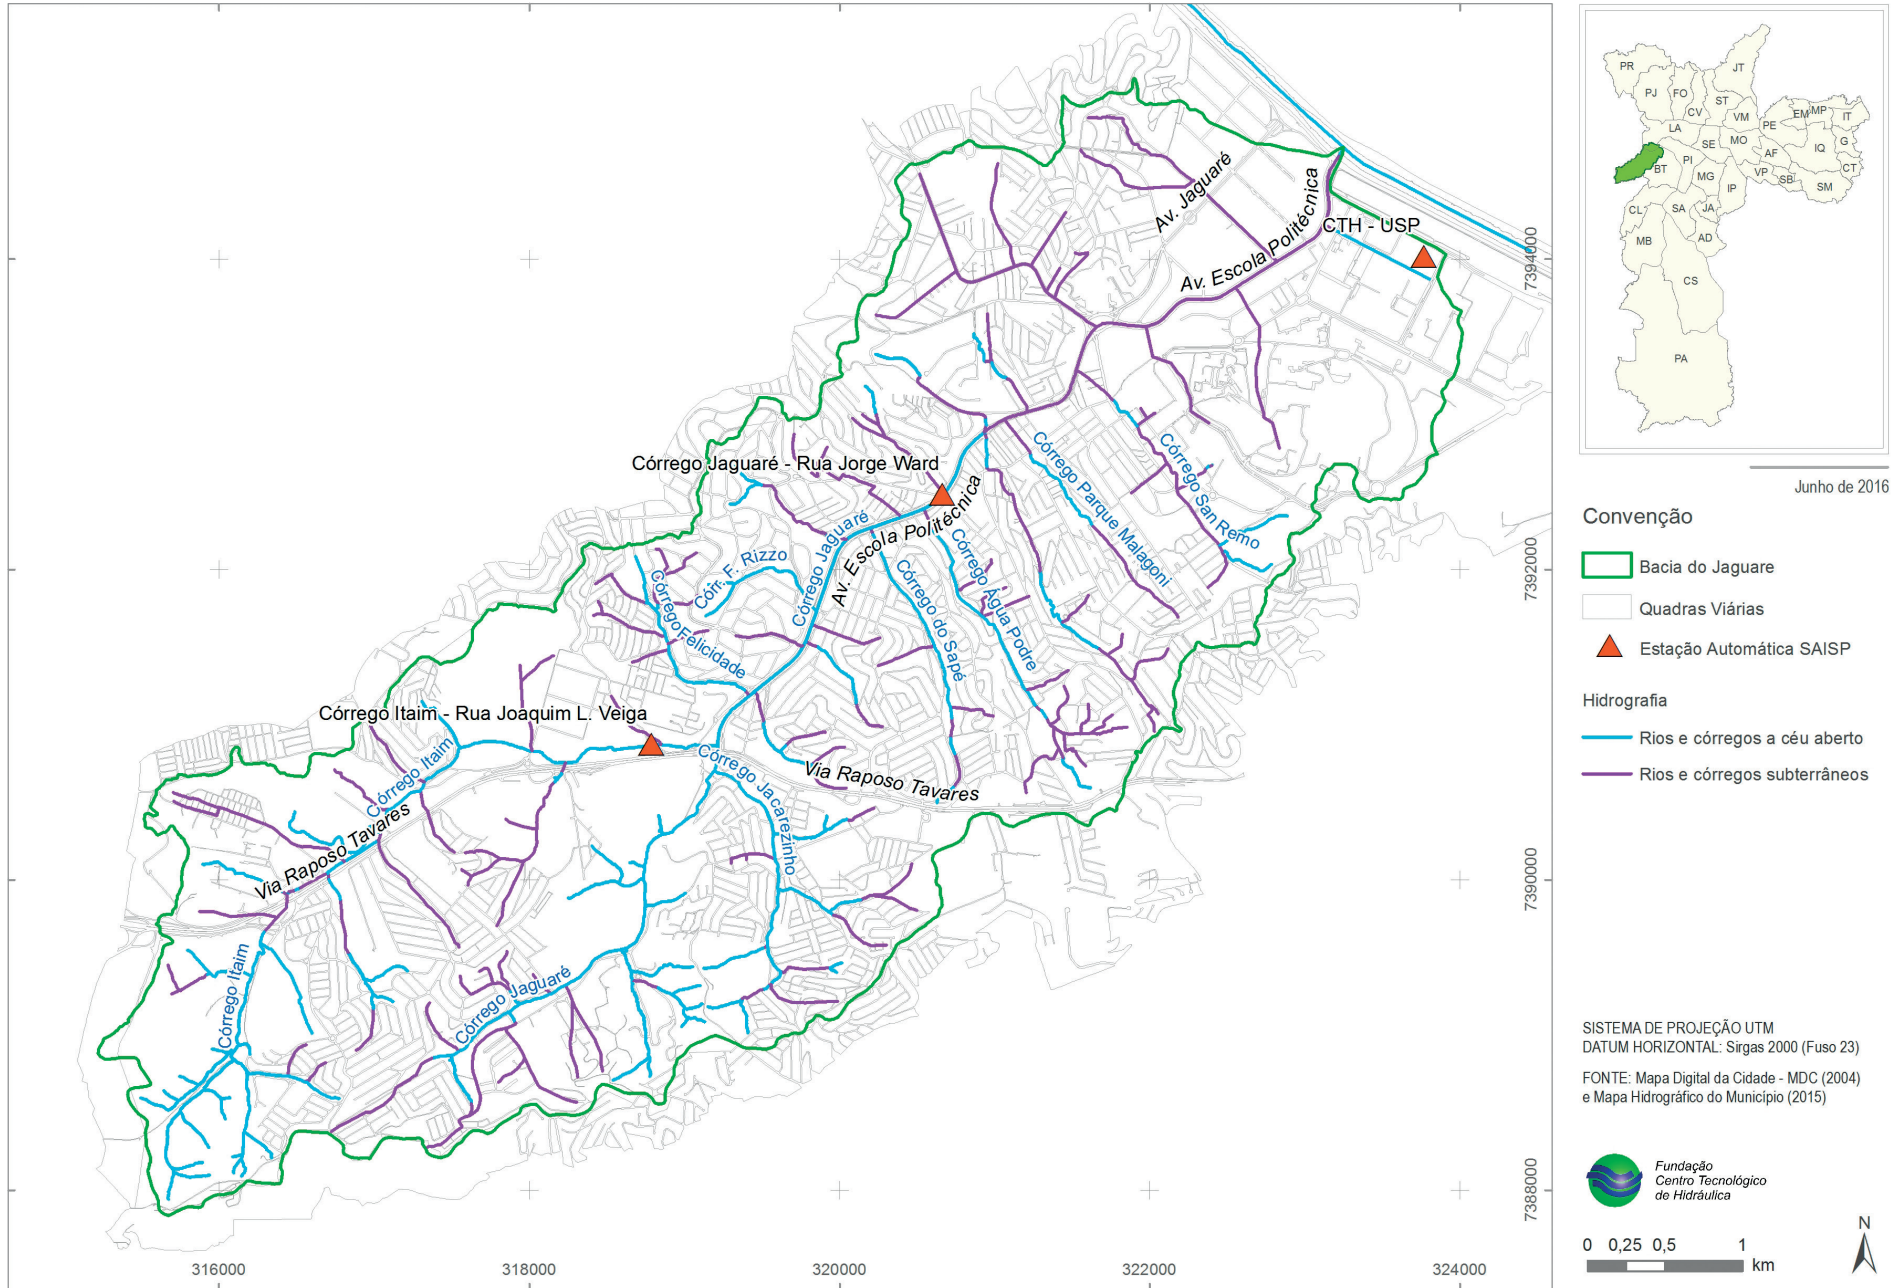 Av. Jaguaré
Av. Escola Politécnica
CTH - USP
Córrego Jaguaré - Rua Jorge Ward
Av. Escola Politécnica
Córrego Jaguaré
Córrego Parque Malagoni
Córrego San Remo
Córr. F. Rizzo
Córrego Felicidade
Córrego do Sapé
Córrego Água Podre
Córrego Itaim - Rua Joaquim L. Veiga
Córrego Itaim
Córrego Jacarezinho
Via Raposo Tavares
Via Raposo Tavares
Córrego Itaim
Córrego Jaguaré
316000
318000
320000
322000
324000
7394000
7392000
7390000
7388000
PR
JT
PJ
FO
ST
CV
VM
EM
MP
IT
LA
PE
SE
MO
IQ
G
PI
AF
BT
VP
CT
MG
IP
SB
SM
CL
SA
JA
MB
AD
CS
PA
Junho de 2016
Convenção
Bacia do Jaguare
Quadras Viárias
Estação Automática SAISP
Hidrografia
Rios e córregos a céu aberto
Rios e córregos subterrâneos
SISTEMA DE PROJEÇÃO UTM
DATUM HORIZONTAL: Sirgas 2000 (Fuso 23)
FONTE: Mapa Digital da Cidade - MDC (2004)
e Mapa Hidrográfico do Município (2015)
Fundação
Centro Tecnológico
de Hidráulica
N
0 0,25 0,5 1
km